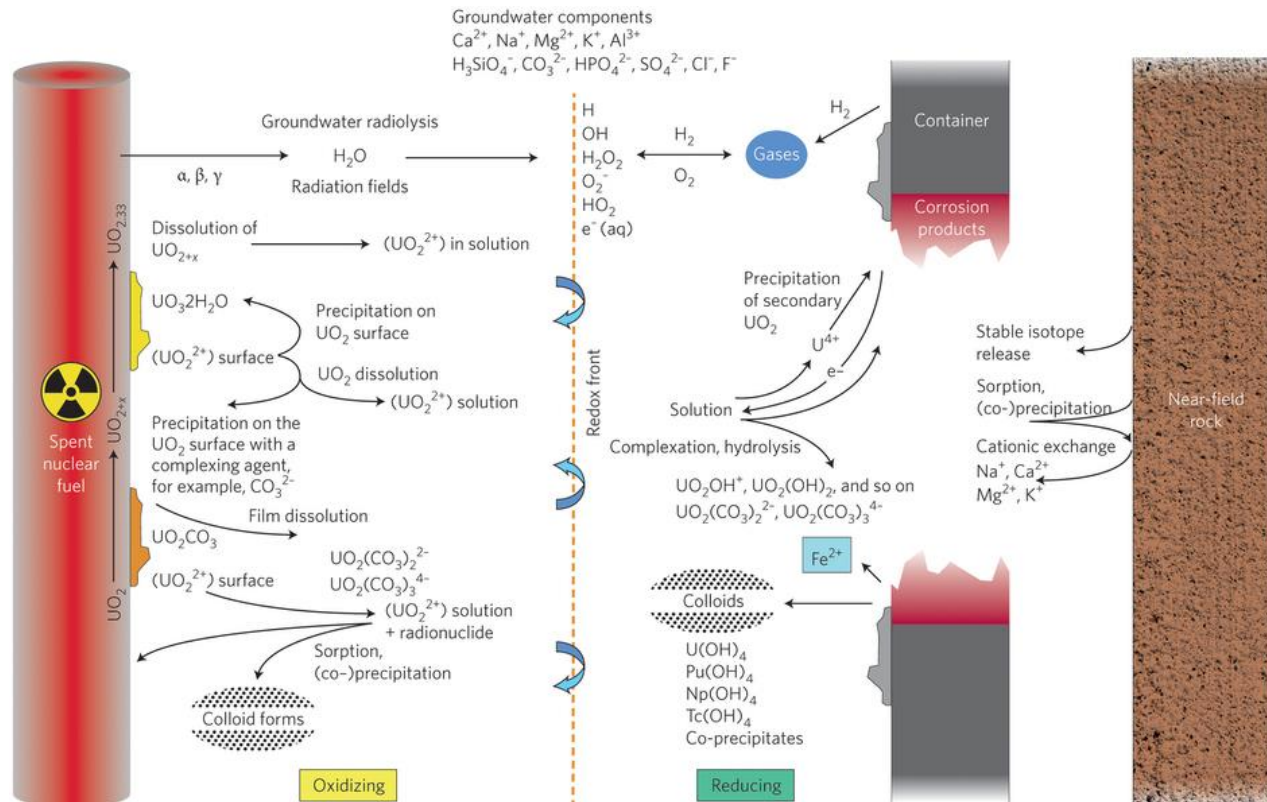 Groundwater components
Ca²⁺, Na⁺, Mg²⁺, K⁺, Al³⁺
H₃SiO₄⁻, CO₃²⁻, HPO₄²⁻, SO₄²⁻, Cl⁻, F⁻
Groundwater radiolysis
H₂O
Radiation fields
α, β, γ
H
OH
H₂O₂
O₂⁻
HO₂
e⁻ (aq)
H₂
O₂
Gases
H₂
Container
Corrosion
products
UO₂.₃₃
UO₂₊ₓ
UO₂
Dissolution of
UO₂₊ₓ
(UO₂²⁺) in solution
UO₃2H₂O
Precipitation on
UO₂ surface
(UO₂²⁺) surface
UO₂ dissolution
(UO₂²⁺) solution
Spent
nuclear
fuel
Precipitation on the
UO₂ surface with a
complexing agent,
for example, CO₃²⁻
Film dissolution
UO₂CO₃
UO₂(CO₃)₂²⁻
UO₂(CO₃)₃⁴⁻
(UO₂²⁺) surface
(UO₂²⁺) solution
+ radionuclide
Sorption,
(co-)precipitation
Colloid forms
Oxidizing
Redox front
Precipitation
of secondary
UO₂
U⁴⁺
e–
Solution
Complexation, hydrolysis
UO₂OH⁺, UO₂(OH)₂, and so on
UO₂(CO₃)₂²⁻, UO₂(CO₃)₃⁴⁻
Fe²⁺
Colloids
U(OH)₄
Pu(OH)₄
Np(OH)₄
Tc(OH)₄
Co-precipitates
Reducing
Stable isotope
release
Sorption,
(co-)precipitation
Cationic exchange
Na⁺, Ca²⁺
Mg²⁺, K⁺
Near-field
rock